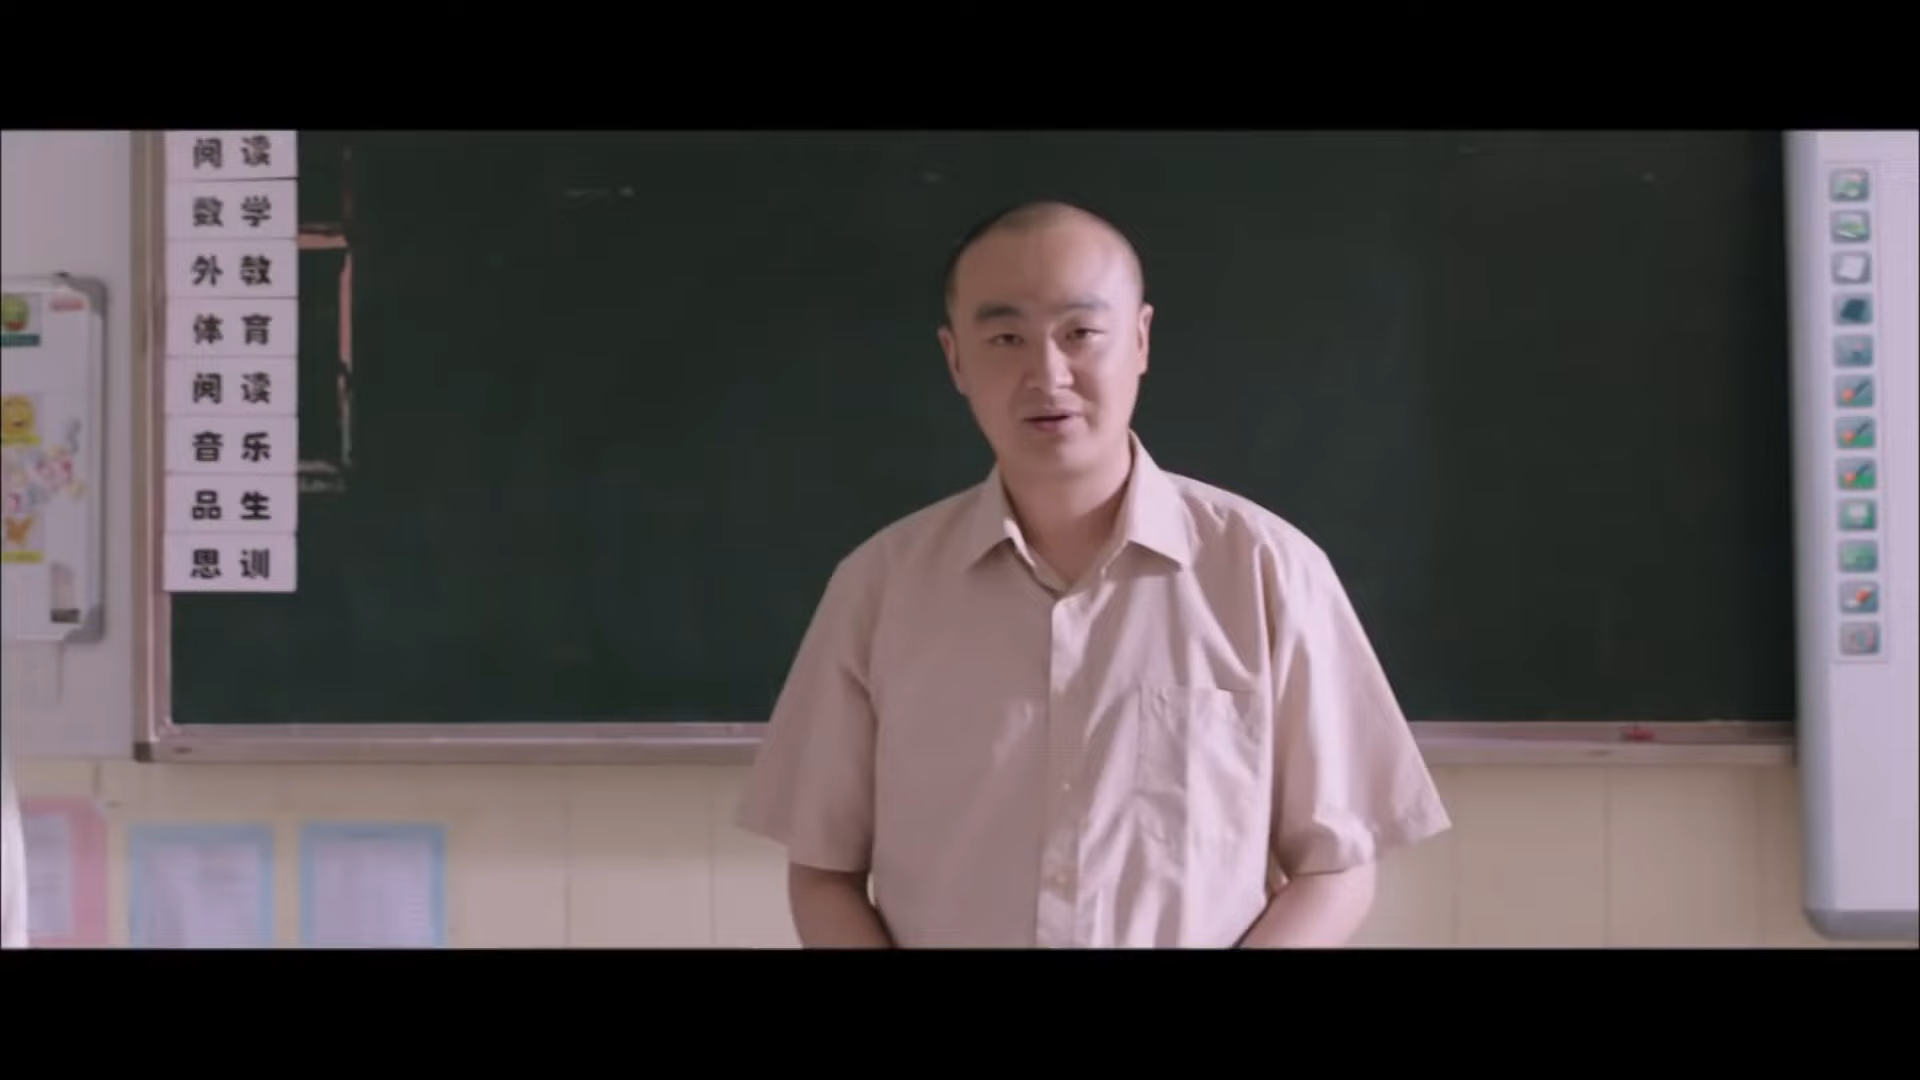 阅读
数学
外教
体育
阅读
音乐
品生
思训